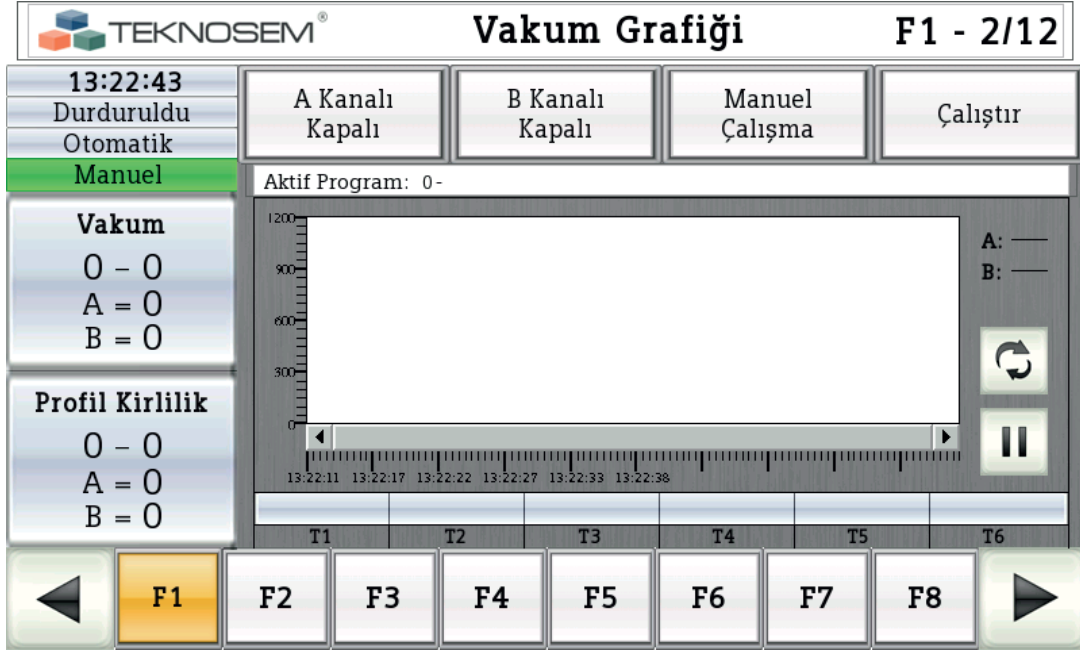 TEKNOSEM®
Vakum Grafiği
F1 - 2/12
13:22:43
Durduruldu
Otomatik
Manuel
A Kanalı
Kapalı
B Kanalı
Kapalı
Manuel
Çalışma
Çalıştır
Aktif Program: 0-
Vakum
0 – 0
A = 0
B = 0
Profil Kirlilik
0 – 0
A = 0
B = 0
1200
900
600
300
0
A:
B:
13:22:11 13:22:17 13:22:22 13:22:27 13:22:33 13:22:38
T1 T2 T3 T4 T5 T6
F1 F2 F3 F4 F5 F6 F7 F8